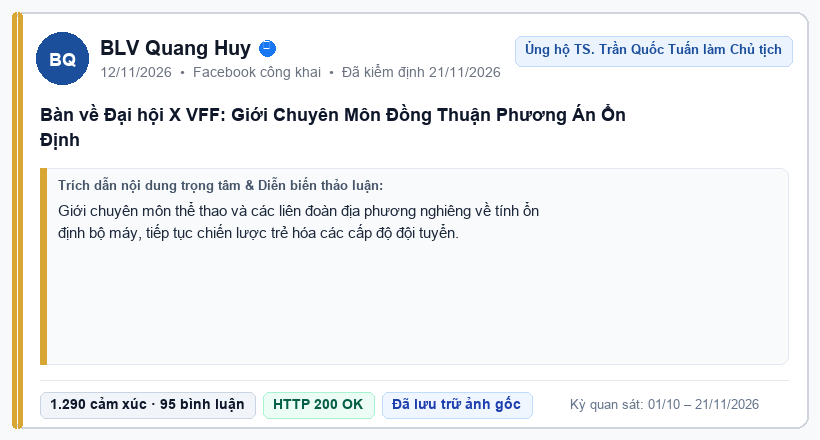 BQ
BLV Quang Huy
12/11/2026 • Facebook công khai • Đã kiểm định 21/11/2026
Ủng hộ TS. Trần Quốc Tuấn làm Chủ tịch
Bàn về Đại hội X VFF: Giới Chuyên Môn Đồng Thuận Phương Án Ổn
Định
Trích dẫn nội dung trọng tâm & Diễn biến thảo luận:
Giới chuyên môn thể thao và các liên đoàn địa phương nghiêng về tính ổn
định bộ máy, tiếp tục chiến lược trẻ hóa các cấp độ đội tuyển.
1.290 cảm xúc · 95 bình luận
HTTP 200 OK
Đã lưu trữ ảnh gốc
Kỳ quan sát: 01/10 – 21/11/2026